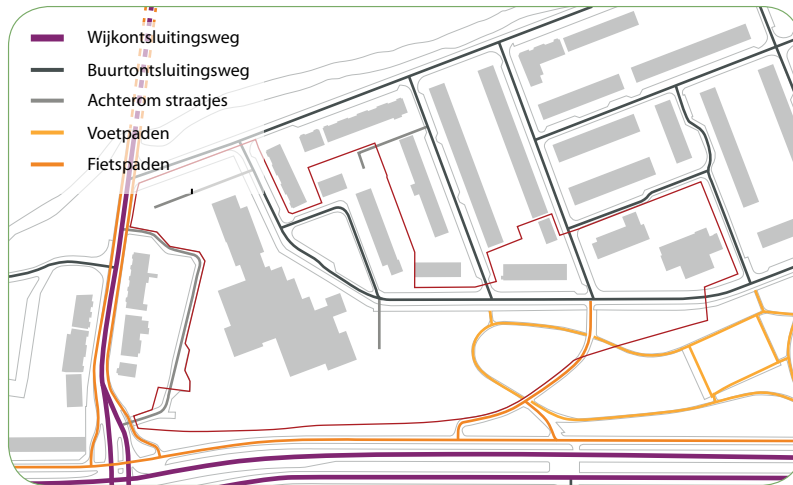 Wijkontsluitingsweg
Buurtontsluitingsweg
Achterom straatjes
Voetpaden
Fietspaden